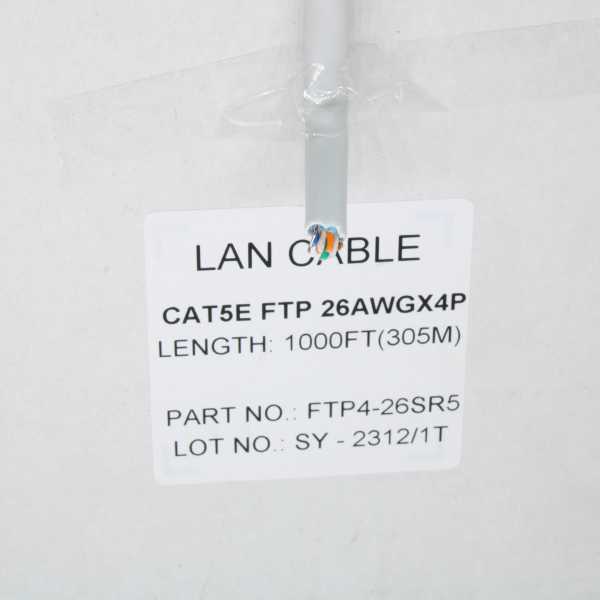 LAN CABLE
CAT5E FTP 26AWGX4P
LENGTH: 1000FT(305M)
PART NO.: FTP4-26SR5
LOT NO.: SY - 2312/1T